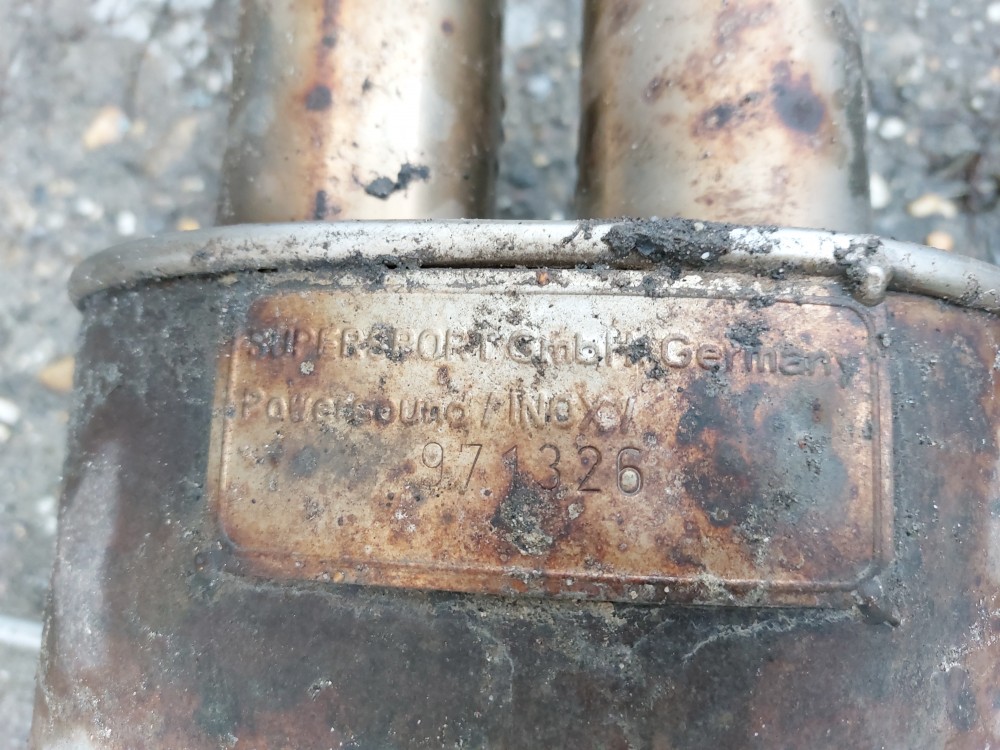 SUPERSPORT GmbH, Germany
Powersound / INOX /
971326